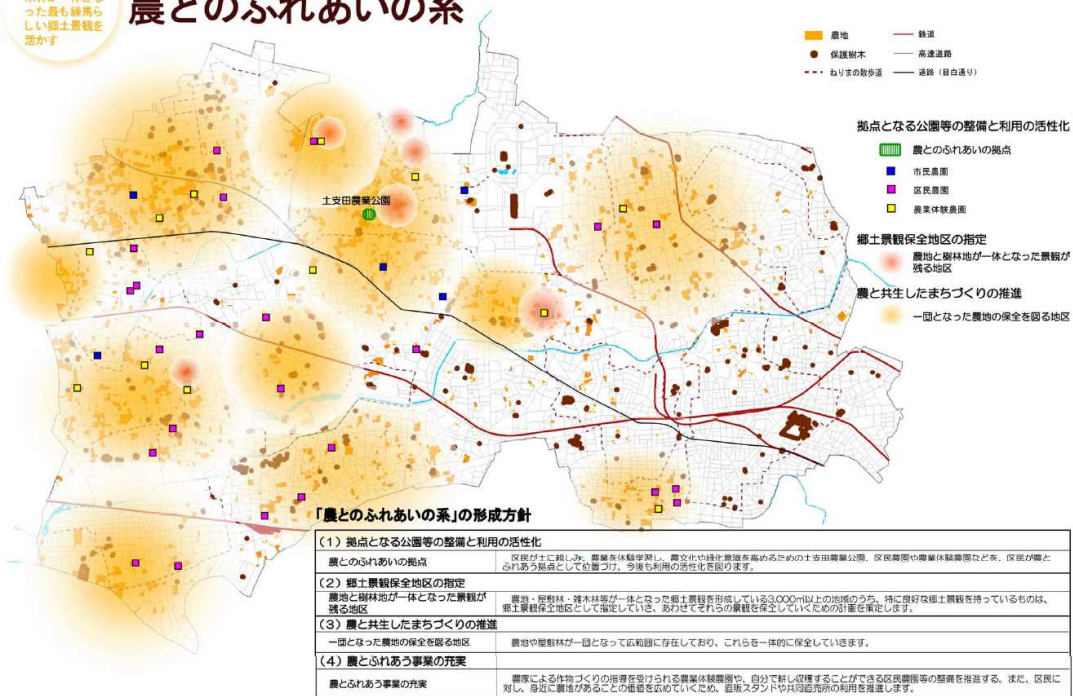 った最も練馬ら
しい郷土景観を
活かす
農とのふれあいの系
農地
鉄道
保護樹木
高速道路
ねりまの散歩道
道路（目白通り）
拠点となる公園等の整備と利用の活性化
農とのふれあいの拠点
市民農園
区民農園
農業体験農園
郷土景観保全地区の指定
農地と樹林地が一体となった景観が
残る地区
農と共生したまちづくりの推進
一団となった農地の保全を図る地区
土支田農業公園
「農とのふれあいの系」の形成方針
（1）拠点となる公園等の整備と利用の活性化
農とのふれあいの拠点
区民が土に親しみ、農業を体験学習し、農文化や緑化意識を高めるための土支田農業公園、区民農園や農業体験農園などを、区民が農と
ふれあう拠点として位置づけ、今後も利用の活性化を図ります。
（2）郷土景観保全地区の指定
農地と樹林地が一体となった景観が
残る地区
農地・屋敷林・雑木林等が一体となった郷土景観を形成している3,000㎡以上の地域のうち、特に良好な郷土景観を持っているものは、
郷土景観保全地区として指定していき、あわせてそれらの景観を保全していくための計画を策定します。
（3）農と共生したまちづくりの推進
一団となった農地の保全を図る地区
農地や屋敷林が一団となって広範囲に存在しており、これらを一体的に保全していきます。
（4）農とふれあう事業の充実
農とふれあう事業の充実
農家による作物づくりの指導を受けられる農業体験農園や、自分で耕し収穫することができる区民農園等の整備を推進する。また、区民に
対し、身近に農地があることの価値を広めていくため、直販スタンドや共同直売所の利用を推進します。